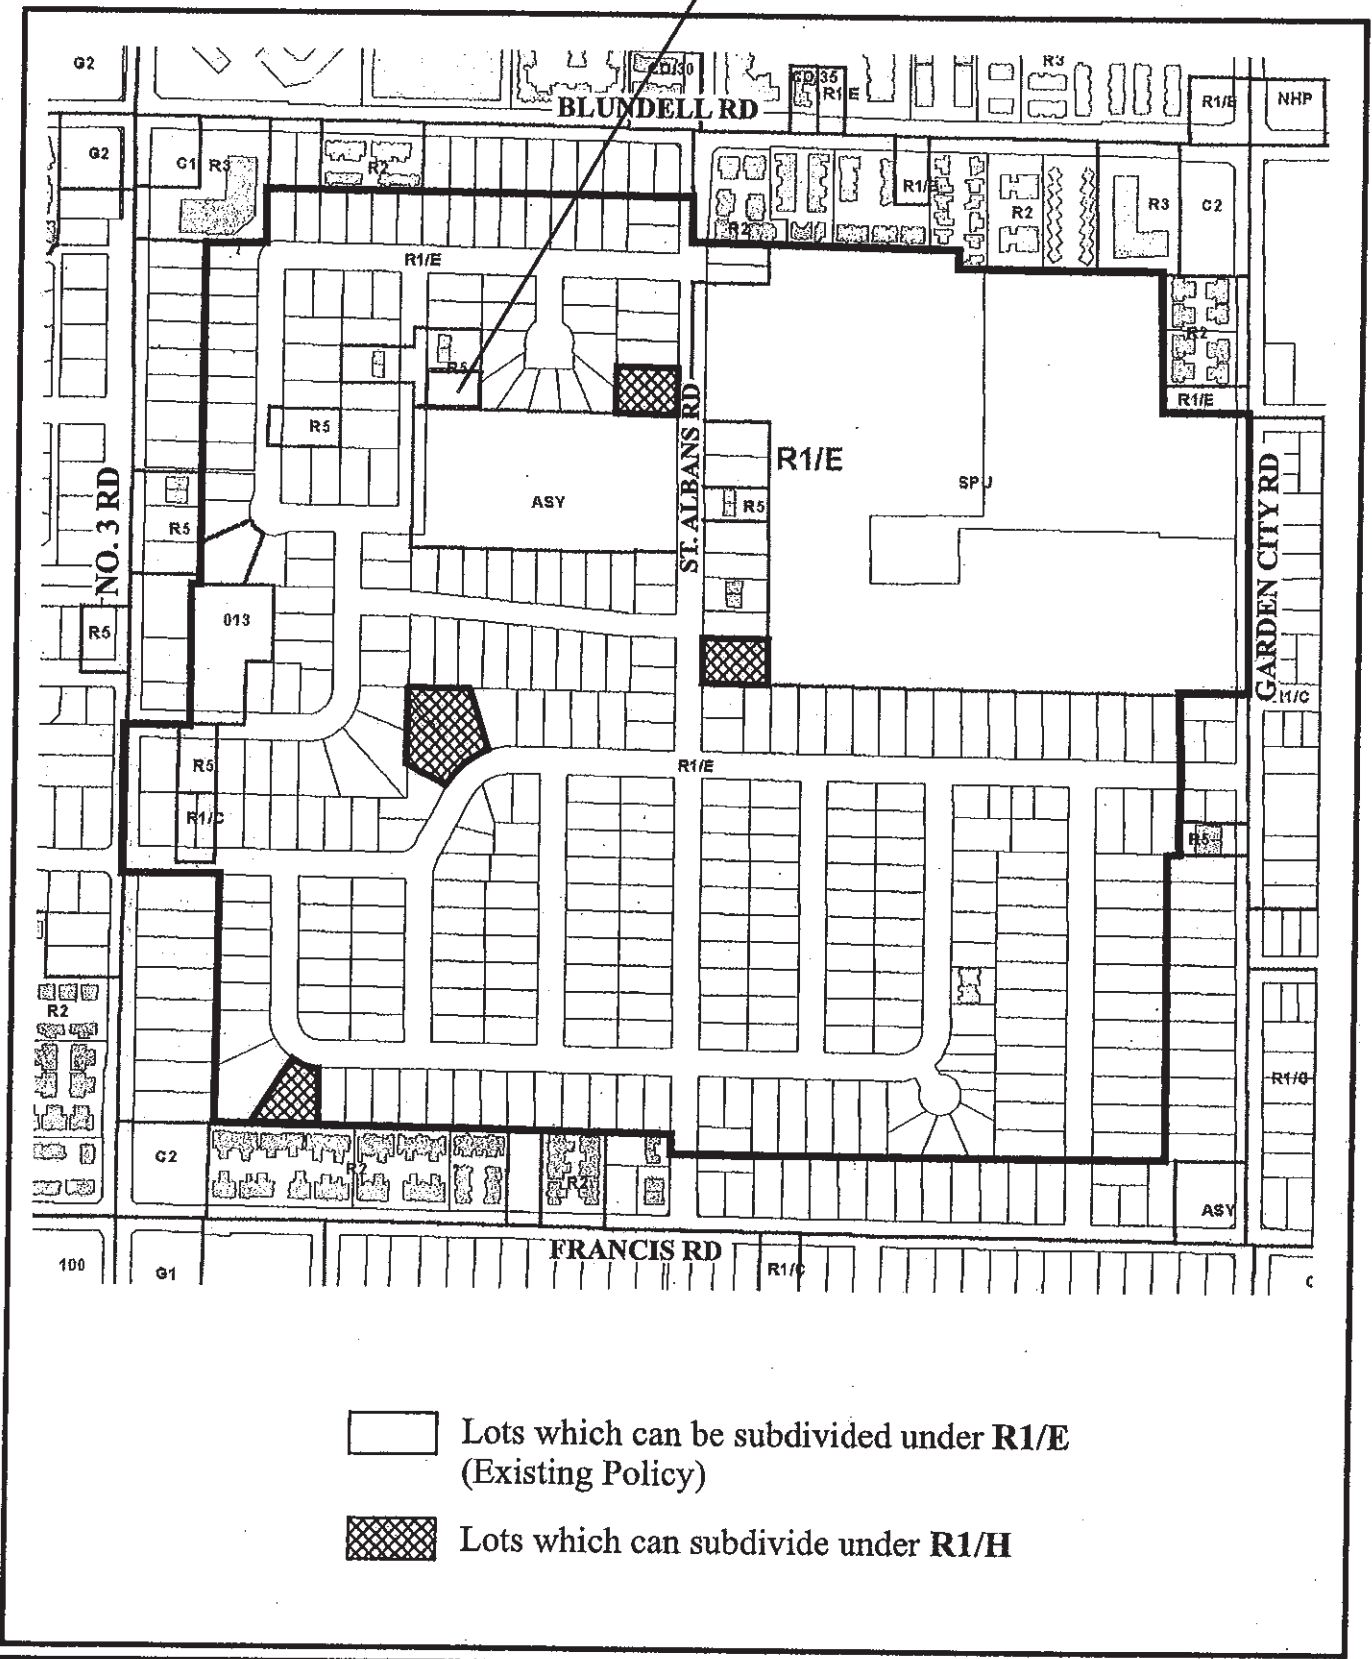 G2
CD/30
CD/35
R1/E
R3
BLUNDELL RD
R1/E
NHP
G2
C1
R3
R2
R2
R1/E
R2
R3
C2
R1/E
R5
R2
R1/E
R5
NO. 3 RD
R5
ASY
ST. ALBANS RD
R1/E
R5
SPU
GARDEN CITY RD
R5
013
R1/C
R5
R1/C
R1/E
R5
R2
C2
R2
R2
R1/C
ASY
FRANCIS RD
100
G1
R1/C
Lots which can be subdivided under R1/E
(Existing Policy)
Lots which can subdivide under R1/H